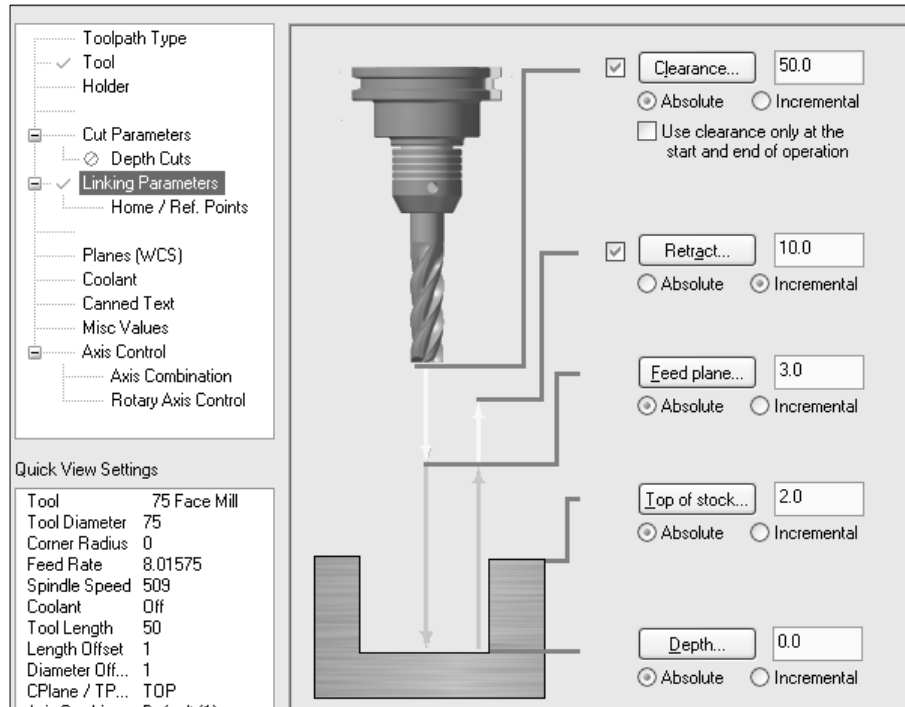 Toolpath Type
Tool
Holder
Cut Parameters
Depth Cuts
Linking Parameters
Home / Ref. Points
Planes (WCS)
Coolant
Canned Text
Misc Values
Axis Control
Axis Combination
Rotary Axis Control
Quick View Settings
Tool 75 Face Mill
Tool Diameter 75
Corner Radius 0
Feed Rate 8.01575
Spindle Speed 509
Coolant Off
Tool Length 50
Length Offset 1
Diameter Off... 1
CPlane / TP... TOP
Clearance... 50.0
Absolute Incremental
Use clearance only at the
start and end of operation
Retract... 10.0
Absolute Incremental
Feed plane... 3.0
Absolute Incremental
Top of stock... 2.0
Absolute Incremental
Depth... 0.0
Absolute Incremental